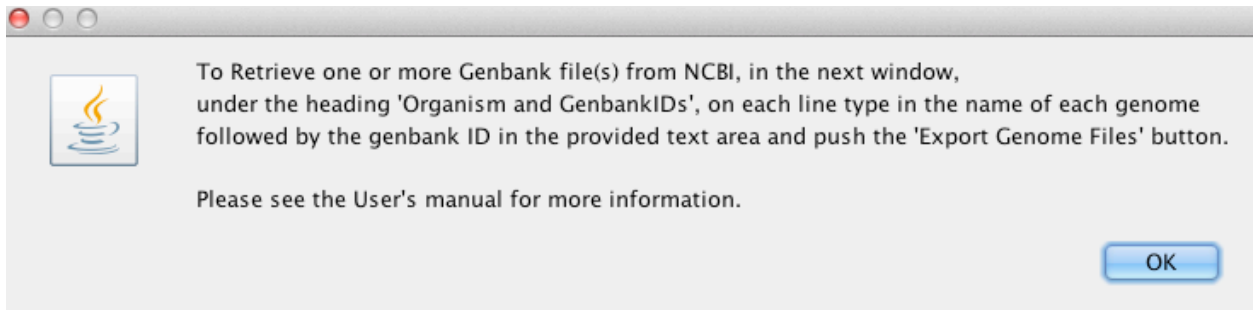 To Retrieve one or more Genbank file(s) from NCBI, in the next window,
under the heading 'Organism and GenbankIDs', on each line type in the name of each genome
followed by the genbank ID in the provided text area and push the 'Export Genome Files' button.
Please see the User's manual for more information.
OK